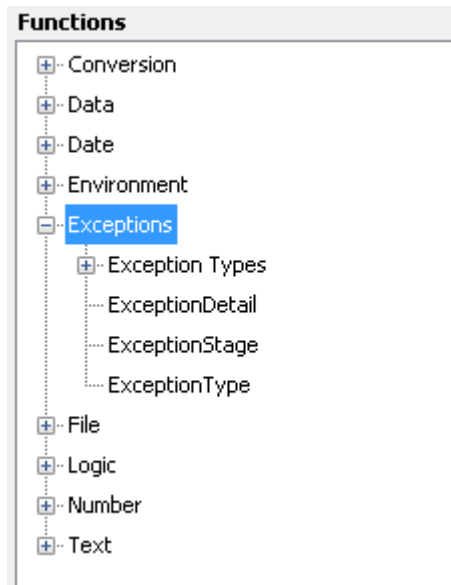 Functions
Conversion
Data
Date
Environment
Exceptions
Exception Types
ExceptionDetail
ExceptionStage
ExceptionType
File
Logic
Number
Text